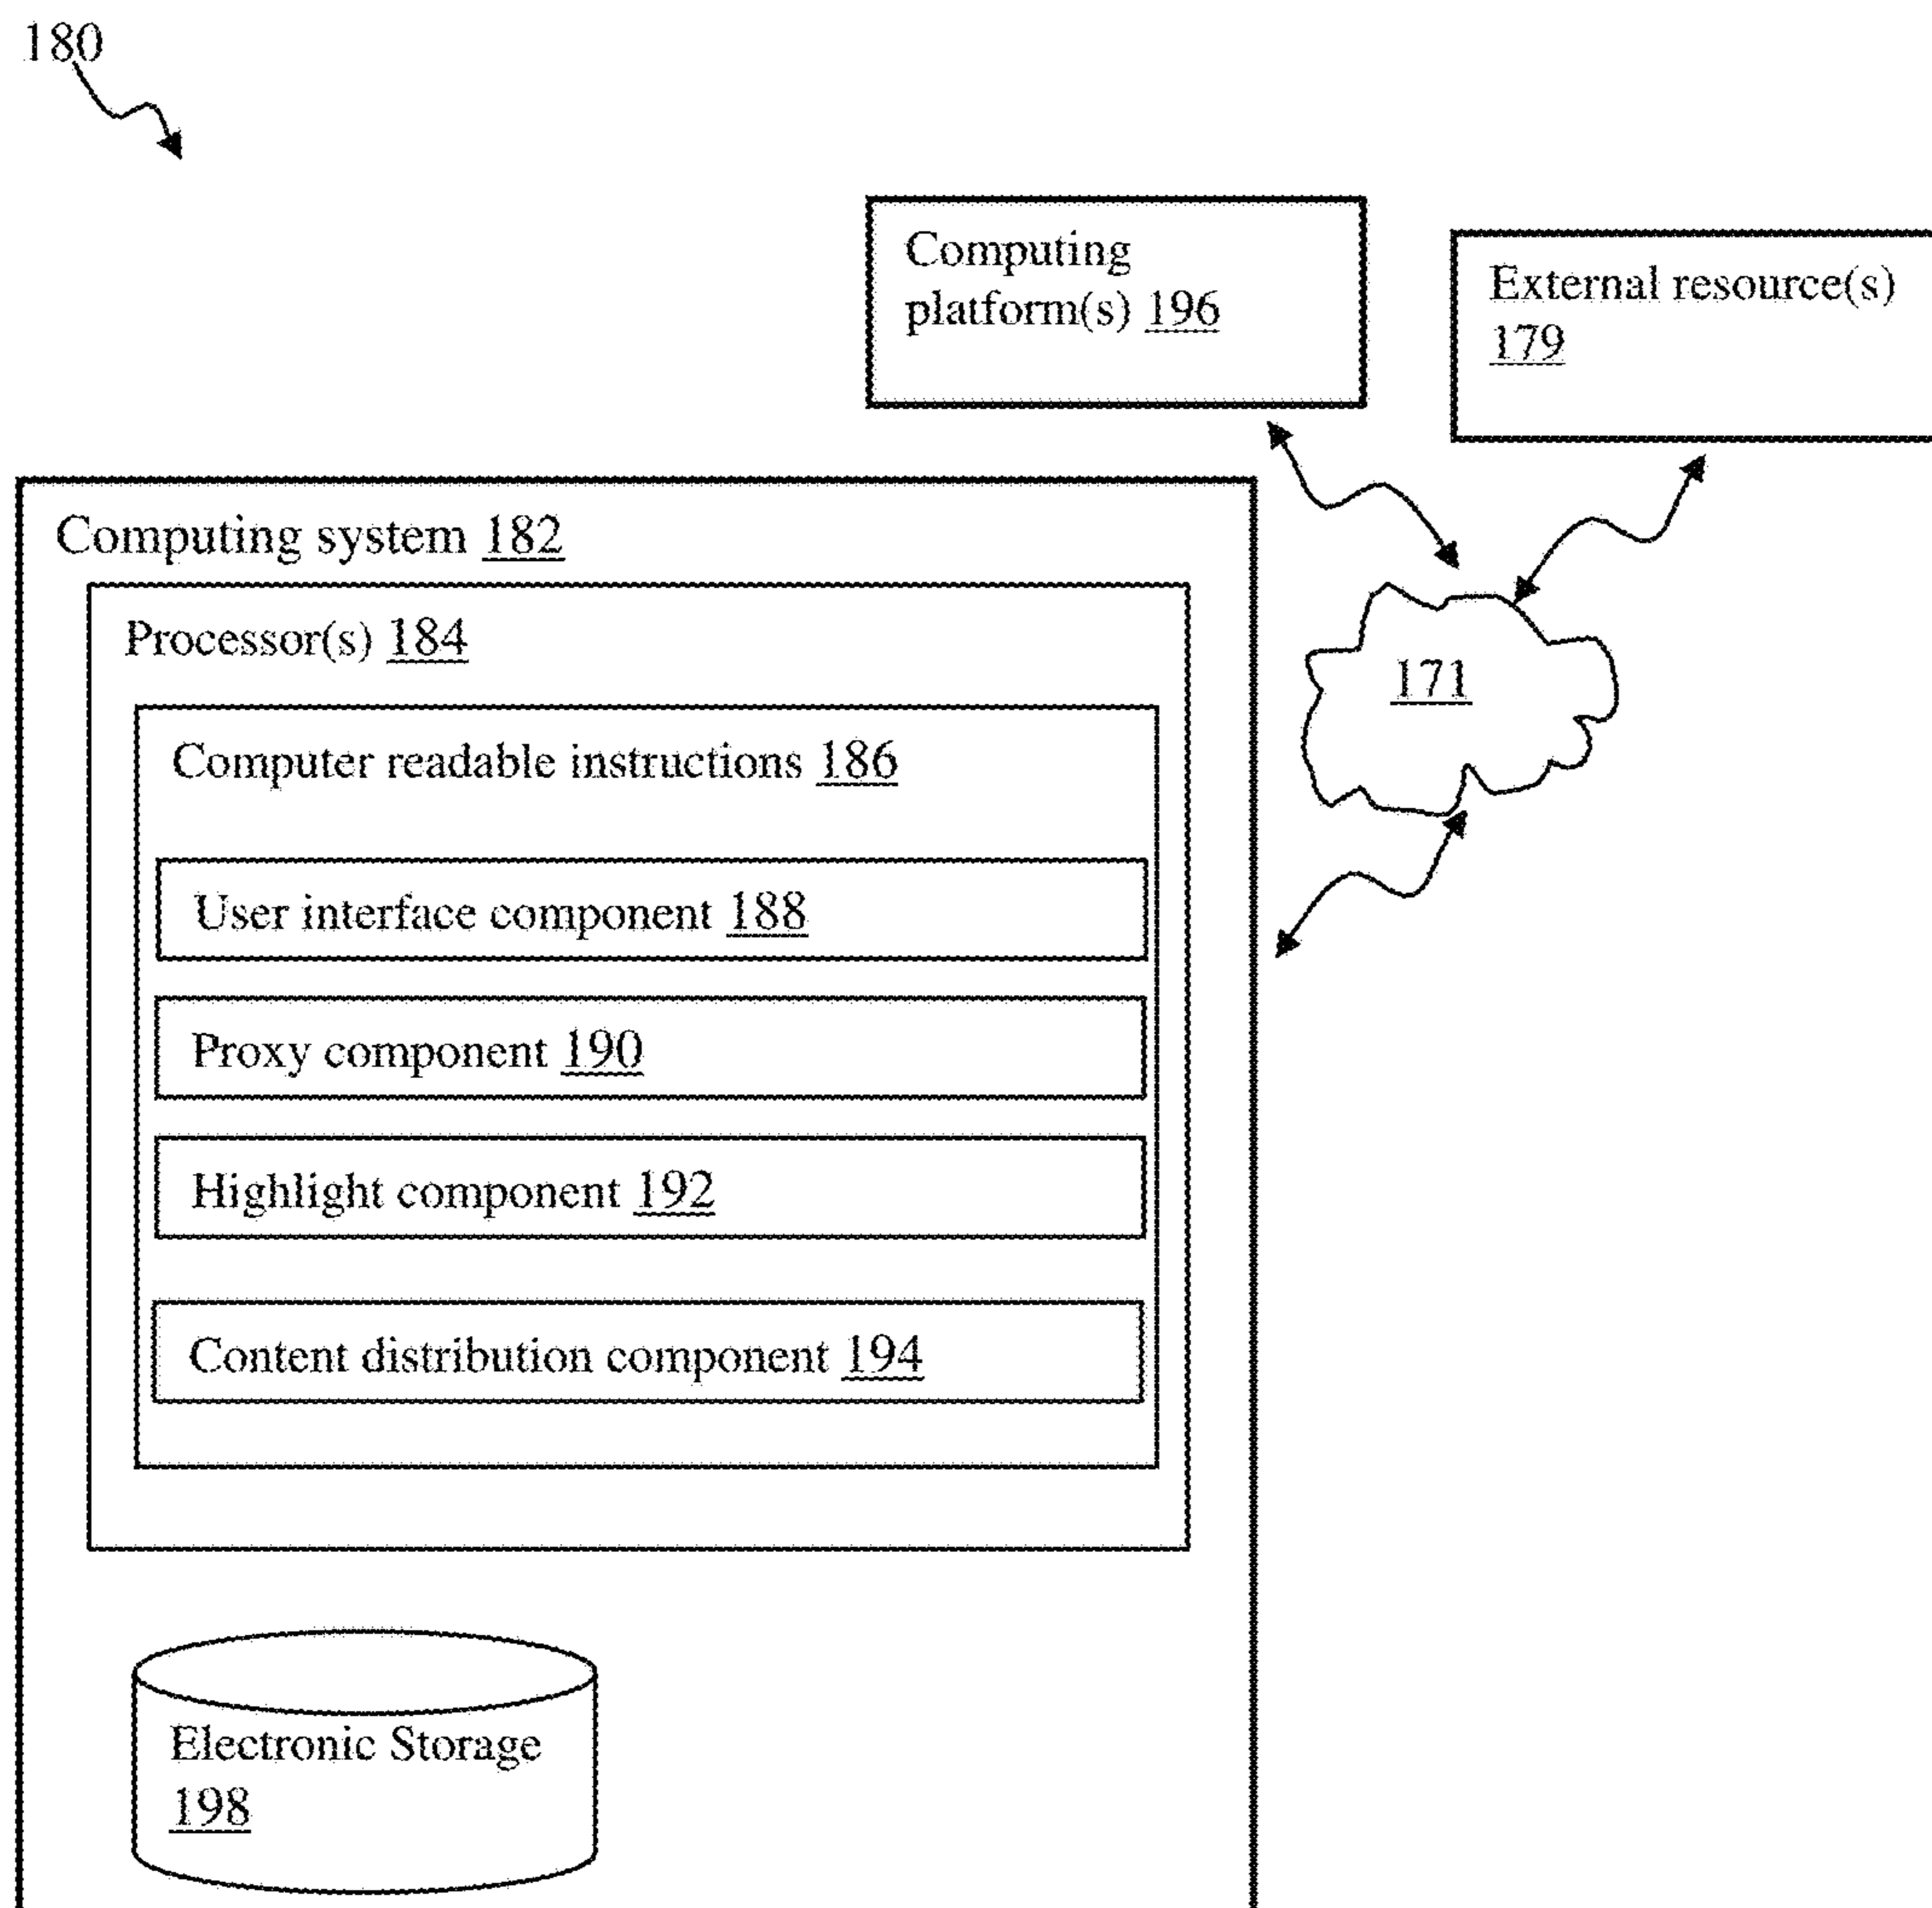 180
Computing
platform(s) 196
External resource(s)
179
Computing system 182
Processor(s) 184
171
Computer readable instructions 186
User interface component 188
Proxy component 190
Highlight component 192
Content distribution component 194
Electronic Storage
198